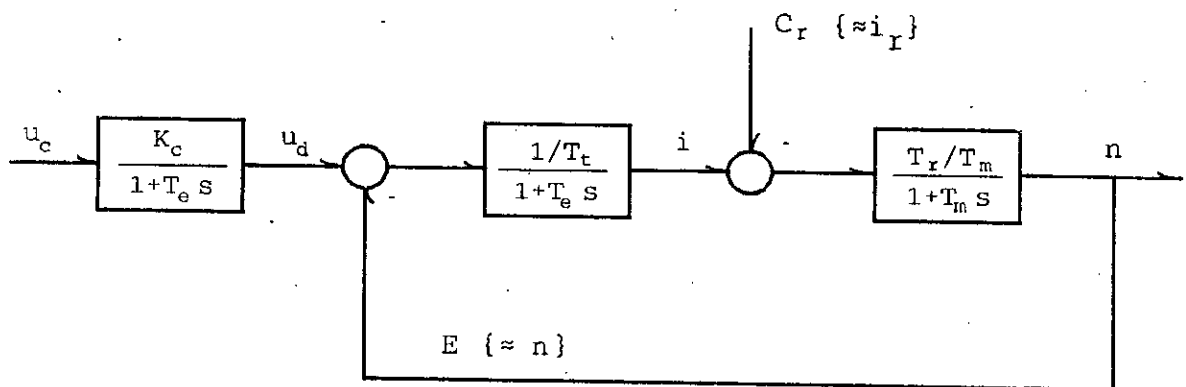 C_r {≈i_r}
u_c
K_c
1+T_e s
u_d
-
1/T_t
1+T_e s
i
-
T_r/T_m
1+T_m s
n
-
E {≈ n}